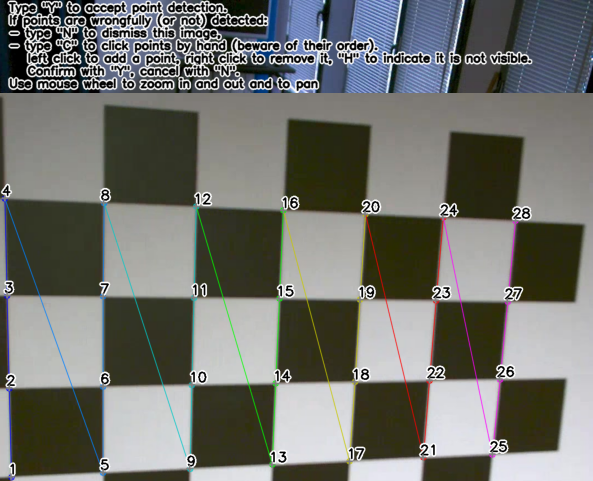 Type "Y" to accept point detection.
If points are wrongfully (or not) detected:
- type "N" to dismiss this image,
- type "C" to click points by hand (beware of their order).
left click to add a point, right click to remove it, "H" to indicate it is not visible.
Confirm with "Y", cancel with "N".
Use mouse wheel to zoom in and out and to pan
4 8 12 16 20 24 28
3 7 11 15 19 23 27
2 6 10 14 18 22 26
1 5 9 13 17 21 25